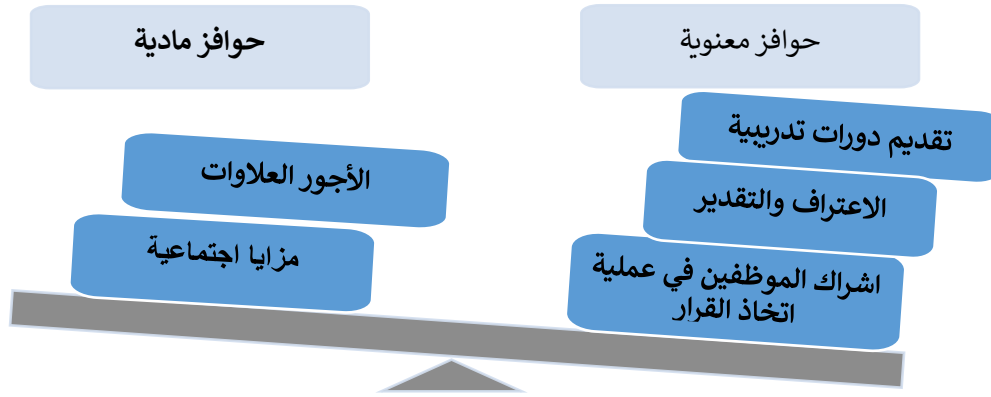 حوافز معنوية
حوافز مادية
تقديم دورات تدريبية
الاعتراف والتقدير
اشراك الموظفين في عملية
اتخاذ القرار
الأجور العلاوات
مزايا اجتماعية